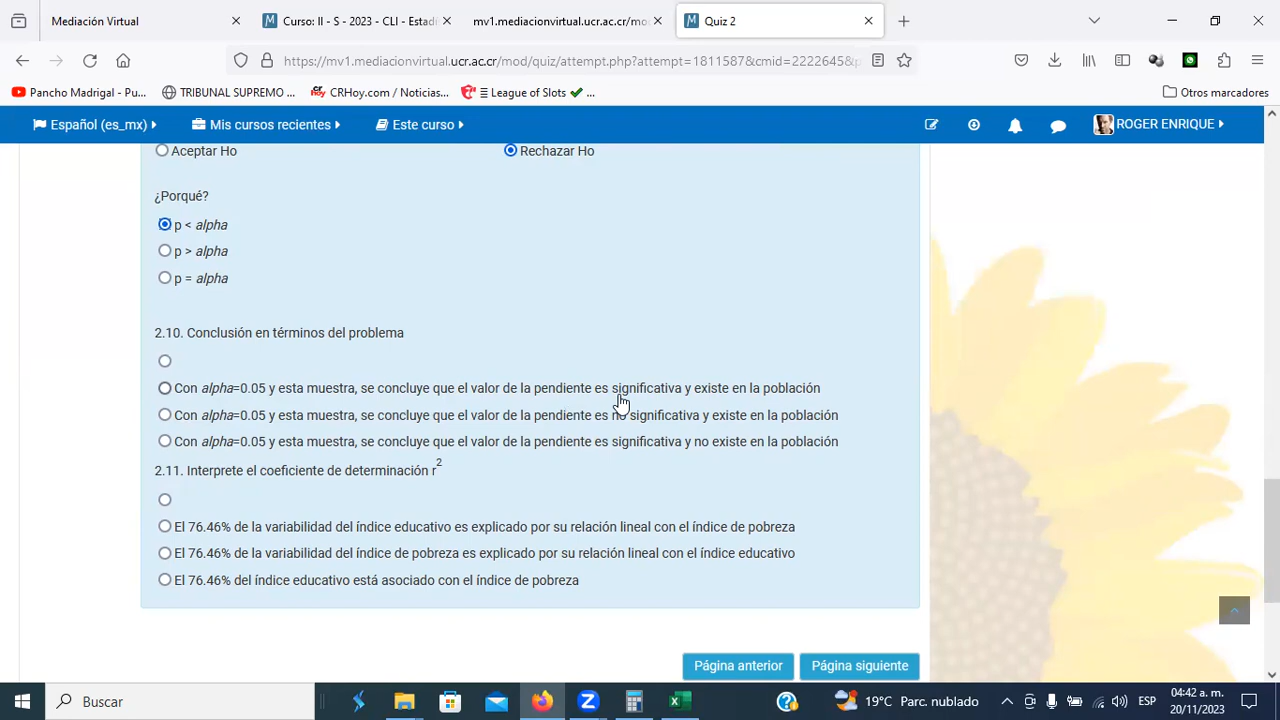 Mediación Virtual
Curso: II - S - 2023 - CLI - Estadí
mv1.mediacionvirtual.ucr.ac.cr/mo
Quiz 2
https://mv1.mediacionvirtual.ucr.ac.cr/mod/quiz/attempt.php?attempt=1811587&cmid=2222645&p
Pancho Madrigal - Pu...
TRIBUNAL SUPREMO ...
CRHoy.com / Noticias...
League of Slots ...
Otros marcadores
Español (es_mx)
Mis cursos recientes
Este curso
ROGER ENRIQUE
Aceptar Ho
Rechazar Ho
¿Porqué?
p < alpha
p > alpha
p = alpha
2.10. Conclusión en términos del problema
Con alpha=0.05 y esta muestra, se concluye que el valor de la pendiente es significativa y existe en la población
Con alpha=0.05 y esta muestra, se concluye que el valor de la pendiente es no significativa y existe en la población
Con alpha=0.05 y esta muestra, se concluye que el valor de la pendiente es significativa y no existe en la población
2.11. Interprete el coeficiente de determinación r²
El 76.46% de la variabilidad del índice educativo es explicado por su relación lineal con el índice de pobreza
El 76.46% de la variabilidad del índice de pobreza es explicado por su relación lineal con el índice educativo
El 76.46% del índice educativo está asociado con el índice de pobreza
Página anterior
Página siguiente
Buscar
19°C Parc. nublado
ESP
04:42 a. m.
20/11/2023